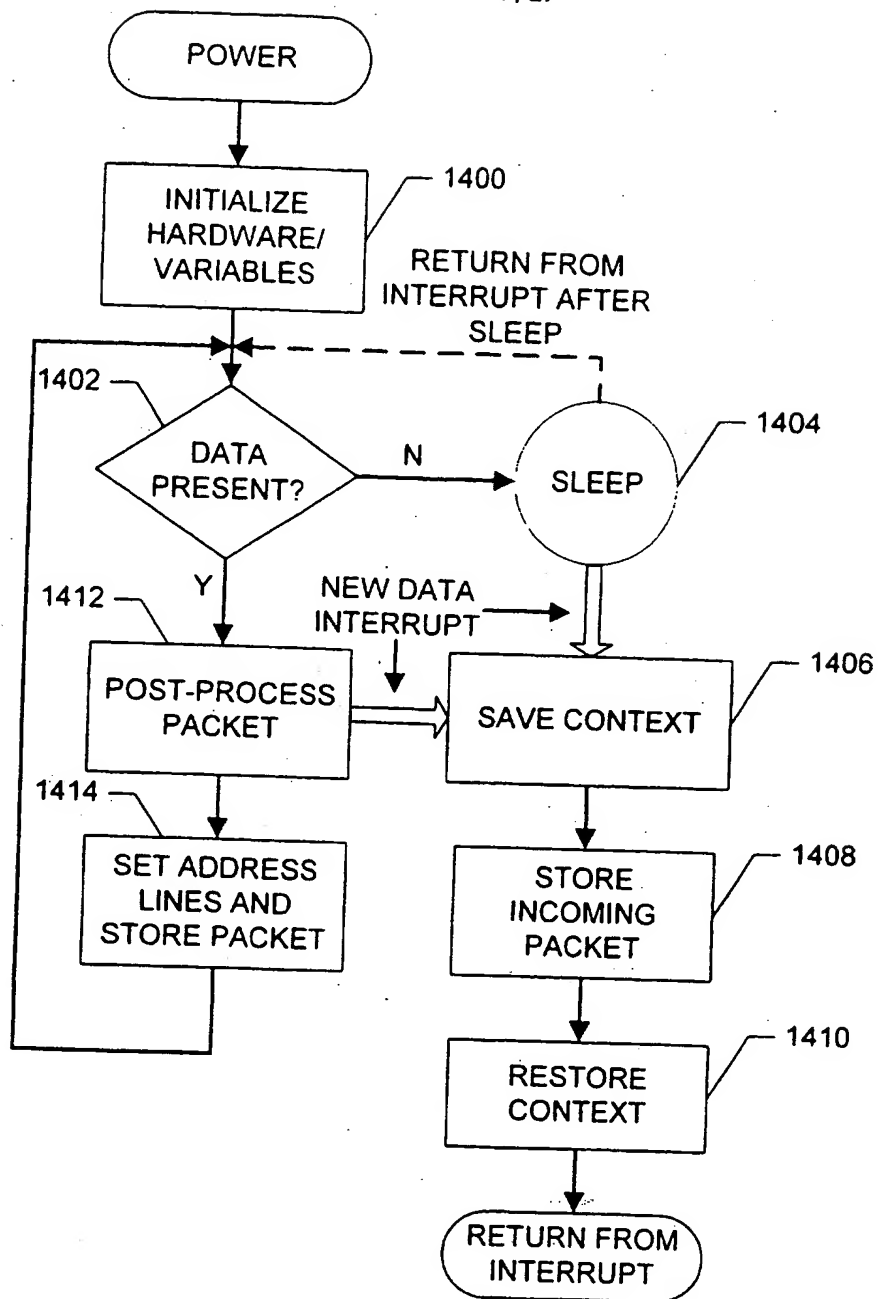 POWER
INITIALIZE
HARDWARE/
VARIABLES
1400
RETURN FROM
INTERRUPT AFTER
SLEEP
1402
DATA
PRESENT?
N
SLEEP
1404
Y
NEW DATA
INTERRUPT
1412
POST-PROCESS
PACKET
SAVE CONTEXT
1406
1414
SET ADDRESS
LINES AND
STORE PACKET
STORE
INCOMING
PACKET
1408
RESTORE
CONTEXT
1410
RETURN FROM
INTERRUPT